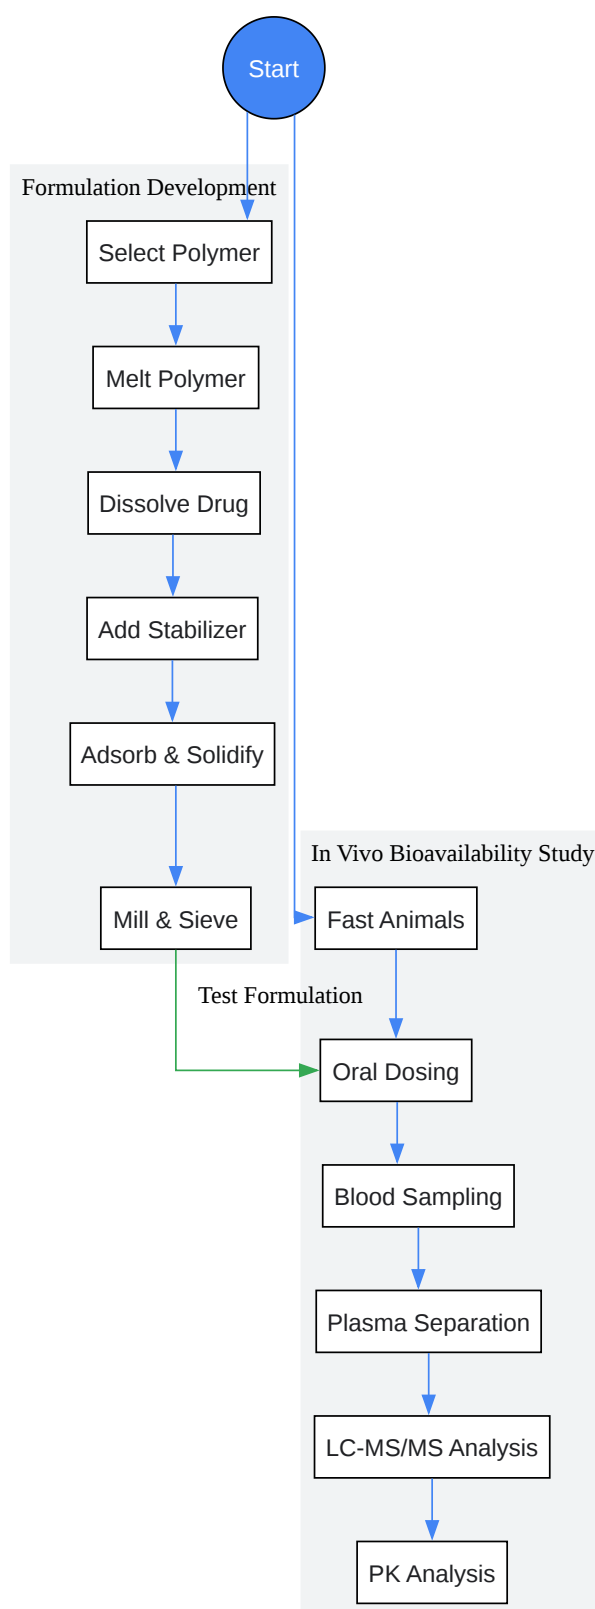 Start
Formulation Development
Select Polymer
Melt Polymer
Dissolve Drug
Add Stabilizer
Adsorb & Solidify
In Vivo Bioavailability Study
Mill & Sieve
Fast Animals
Test Formulation
Oral Dosing
Blood Sampling
Plasma Separation
LC-MS/MS Analysis
PK Analysis